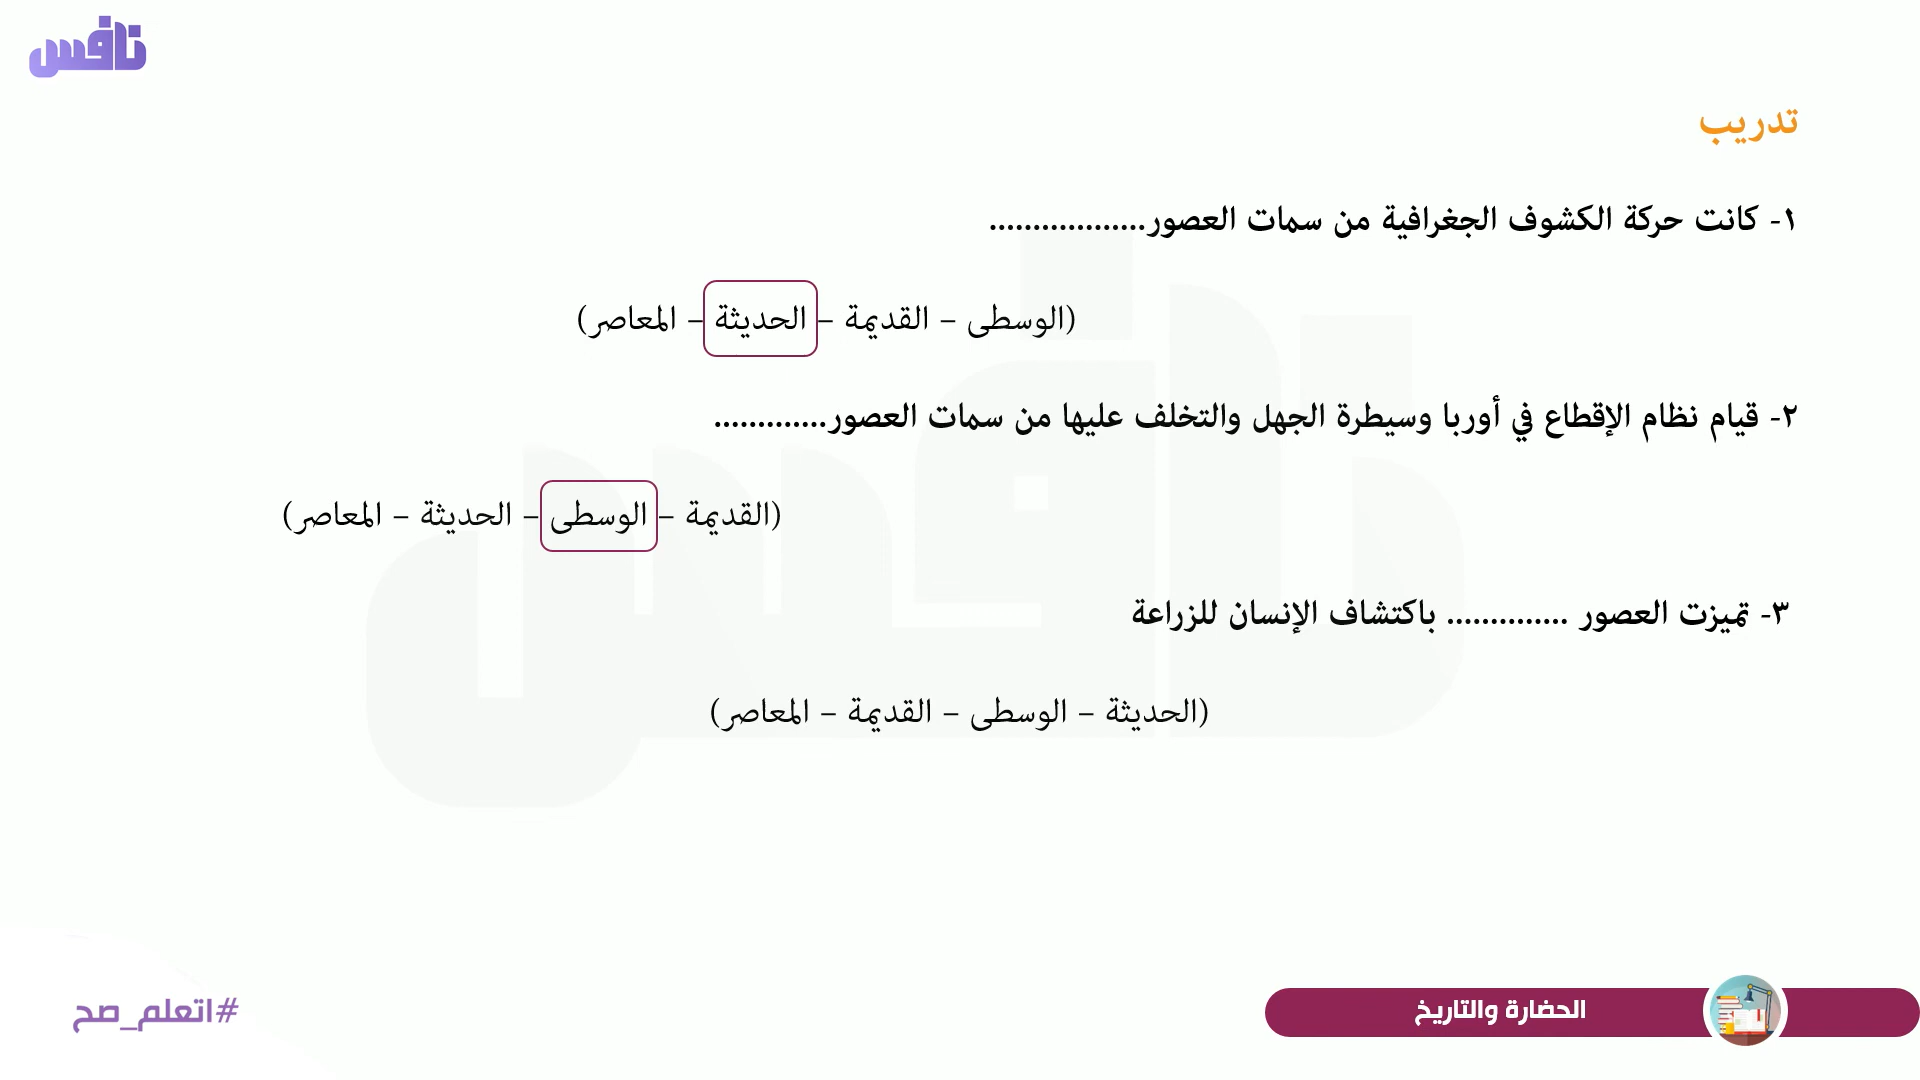 نافس
تدريب
١- كانت حركة الكشوف الجغرافية من سمات العصور..................
(الوسطى – القديمة – الحديثة – المعاصر)
٢- قيام نظام الإقطاع في أوربا وسيطرة الجهل والتخلف عليها من سمات العصور.............
(القديمة – الوسطى – الحديثة – المعاصر)
٣- تميزت العصور .............. باكتشاف الإنسان للزراعة
(الحديثة – الوسطى – القديمة – المعاصر)
الحضارة والتاريخ
#اتعلم_صح